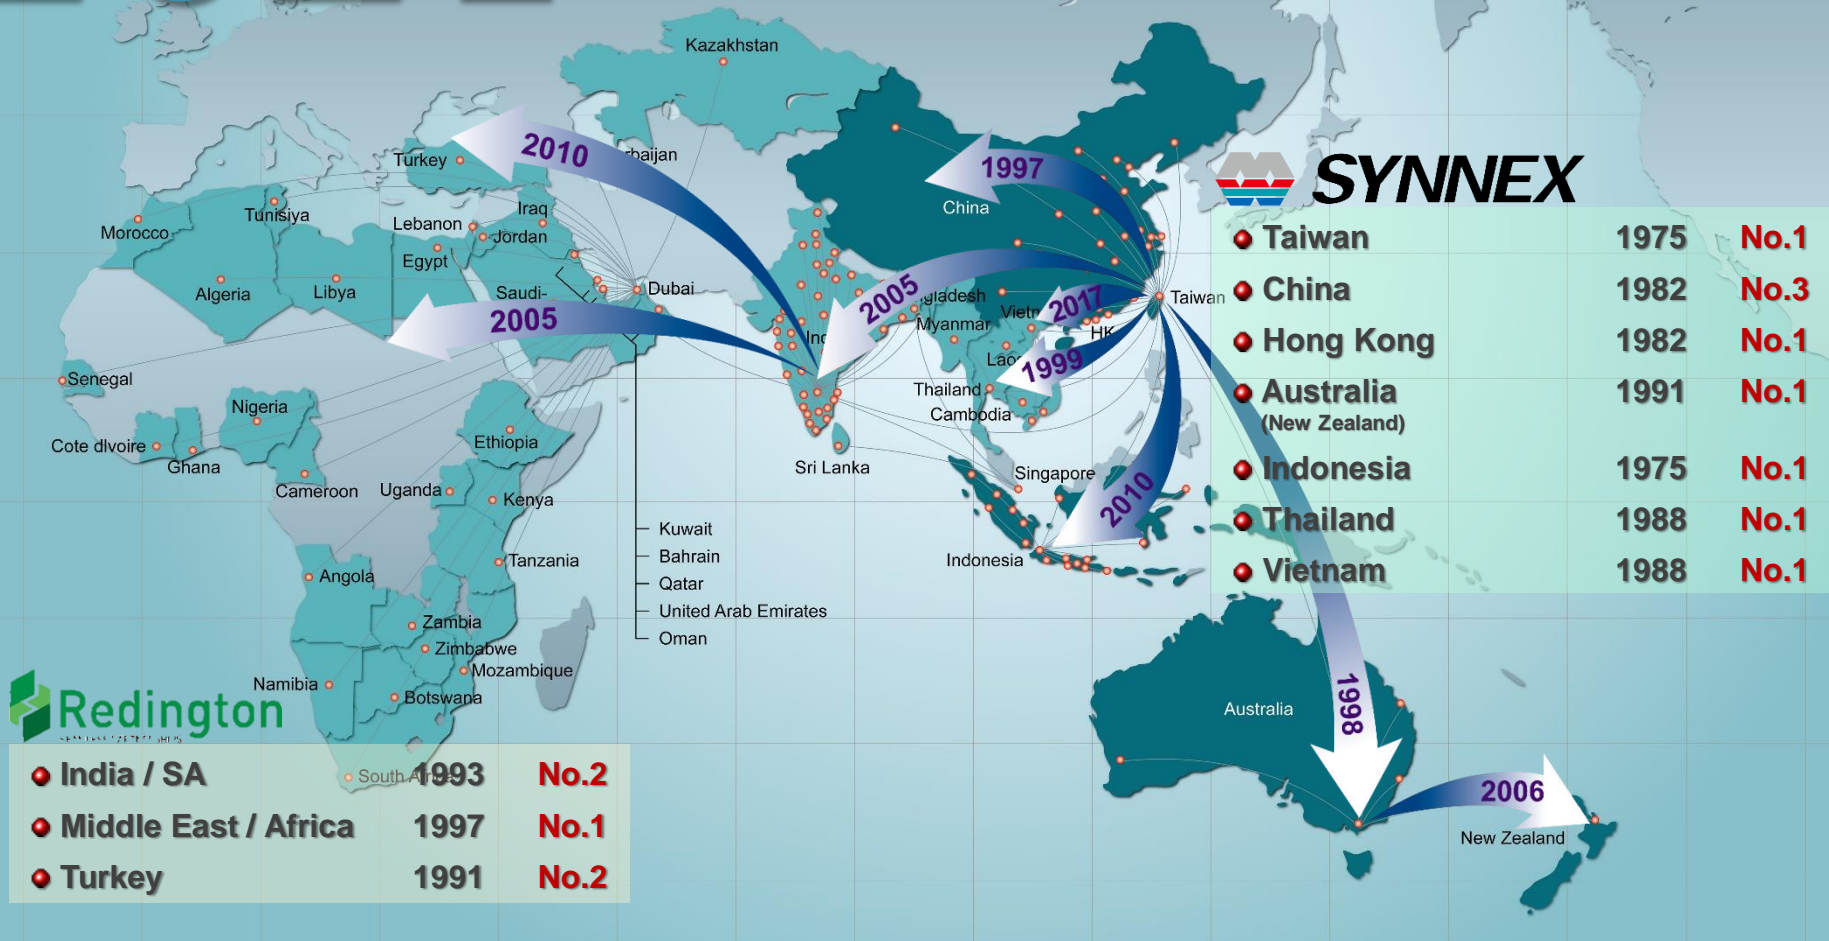 Kazakhstan
2010
Turkey
1997
China
SYNNEX
Taiwan 1975 No.1
China 1982 No.3
Hong Kong 1982 No.1
Australia 1991 No.1
(New Zealand)
Indonesia 1975 No.1
Thailand 1988 No.1
Vietnam 1988 No.1
Tunisiya
Morocco
Lebanon
Iraq
Jordan
Egypt
Algeria
Libya
Saudi-
Dubai
2005
2005
2017
Taiwan
Myanmar
HK
1999
Thailand
Cambodia
Senegal
Nigeria
Cote dIvoire
Ghana
Cameroon
Ethiopia
Uganda
Kenya
Sri Lanka
Singapore
2010
Indonesia
Kuwait
Bahrain
Qatar
United Arab Emirates
Oman
Tanzania
Angola
Zambia
Zimbabwe
Mozambique
Namibia
Botswana
Australia
1998
2006
New Zealand
Redington
South
India / SA 1993 No.2
Middle East / Africa 1997 No.1
Turkey 1991 No.2